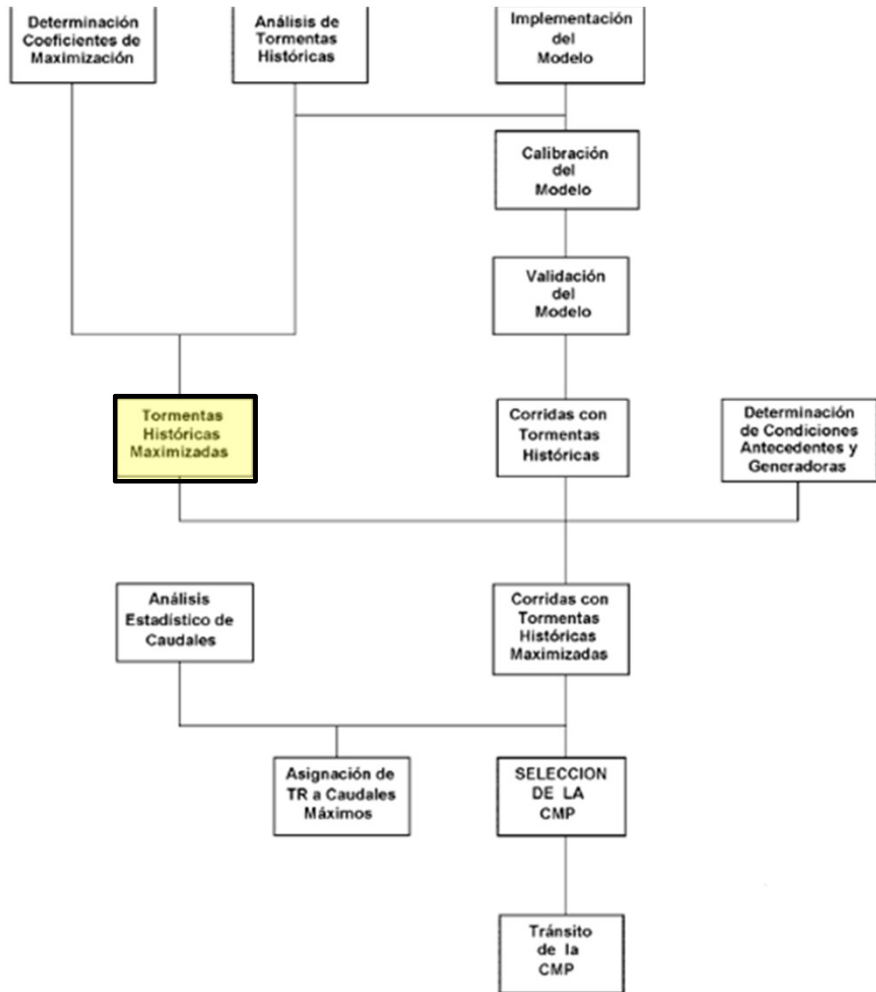 Determinación
Coeficientes de
Maximización
Análisis de
Tormentas
Históricas
Implementación
del
Modelo
Calibración
del
Modelo
Validación
del
Modelo
Tormentas
Históricas
Maximizadas
Corridas con
Tormentas
Históricas
Determinación
de Condiciones
Antecedentes y
Generadoras
Análisis
Estadístico de
Caudales
Corridas con
Tormentas
Históricas
Maximizadas
Asignación de
TR a Caudales
Máximos
SELECCION
DE LA
CMP
Tránsito
de la
CMP